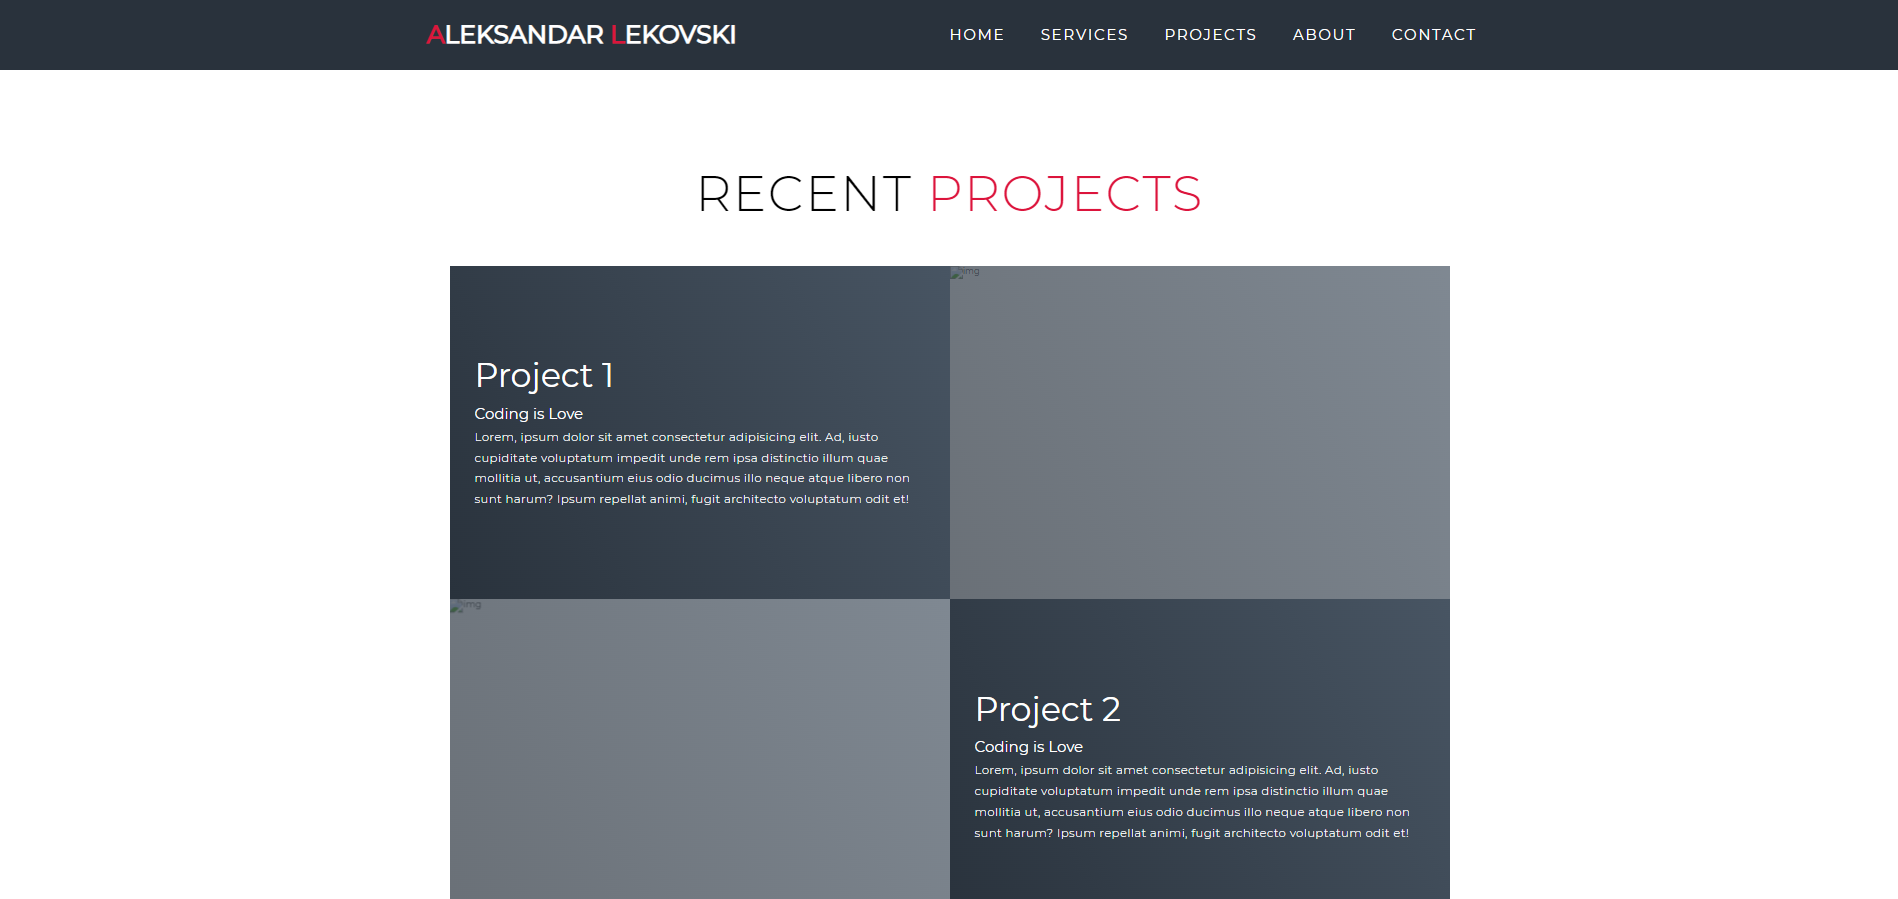 ALEKSANDAR LEKOVSKI
HOME SERVICES PROJECTS ABOUT CONTACT
RECENT PROJECTS
Project 1
Coding is Love
Lorem, ipsum dolor sit amet consectetur adipisicing elit. Ad, iusto
cupiditate voluptatum impedit unde rem ipsa distinctio illum quae
mollitia ut, accusantium eius odio ducimus illo neque atque libero non
sunt harum? Ipsum repellat animi, fugit architecto voluptatum odit et!
img
img
Project 2
Coding is Love
Lorem, ipsum dolor sit amet consectetur adipisicing elit. Ad, iusto
cupiditate voluptatum impedit unde rem ipsa distinctio illum quae
mollitia ut, accusantium eius odio ducimus illo neque atque libero non
sunt harum? Ipsum repellat animi, fugit architecto voluptatum odit et!